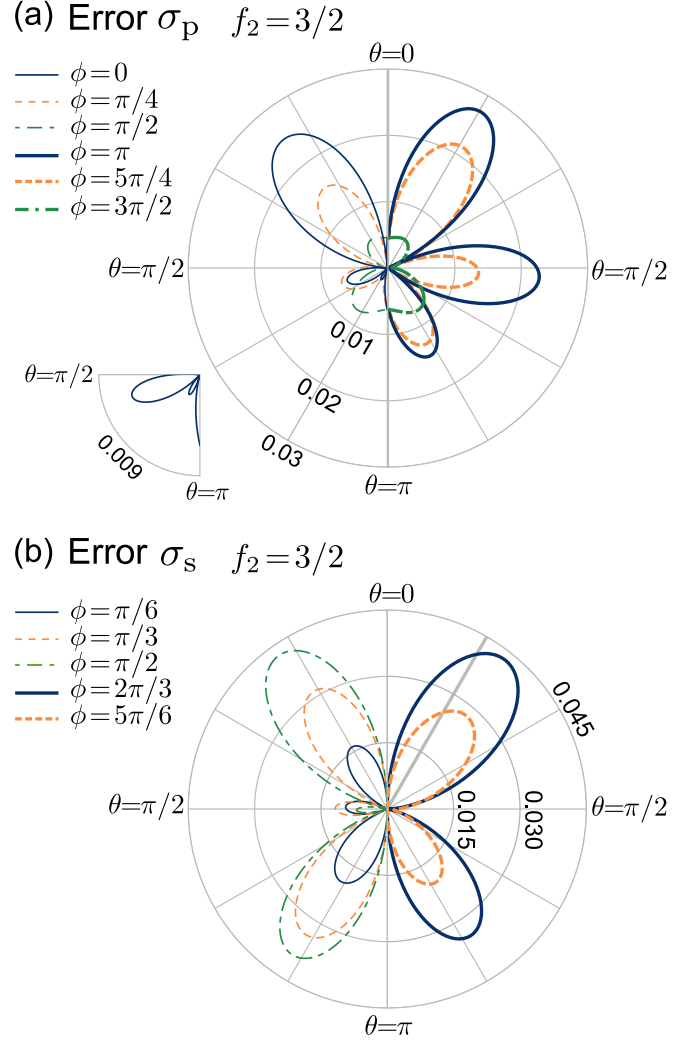 (a) Error σp f2=3/2
θ=0
ϕ=0
ϕ=π/4
ϕ=π/2
ϕ=π
ϕ=5π/4
ϕ=3π/2
θ=π/2
θ=π/2
0.01
0.02
0.03
θ=π
θ=π/2
0.009
θ=π
(b) Error σs f2=3/2
θ=0
ϕ=π/6
ϕ=π/3
ϕ=π/2
ϕ=2π/3
ϕ=5π/6
0.045
θ=π/2
0.015
0.030
θ=π/2
θ=π